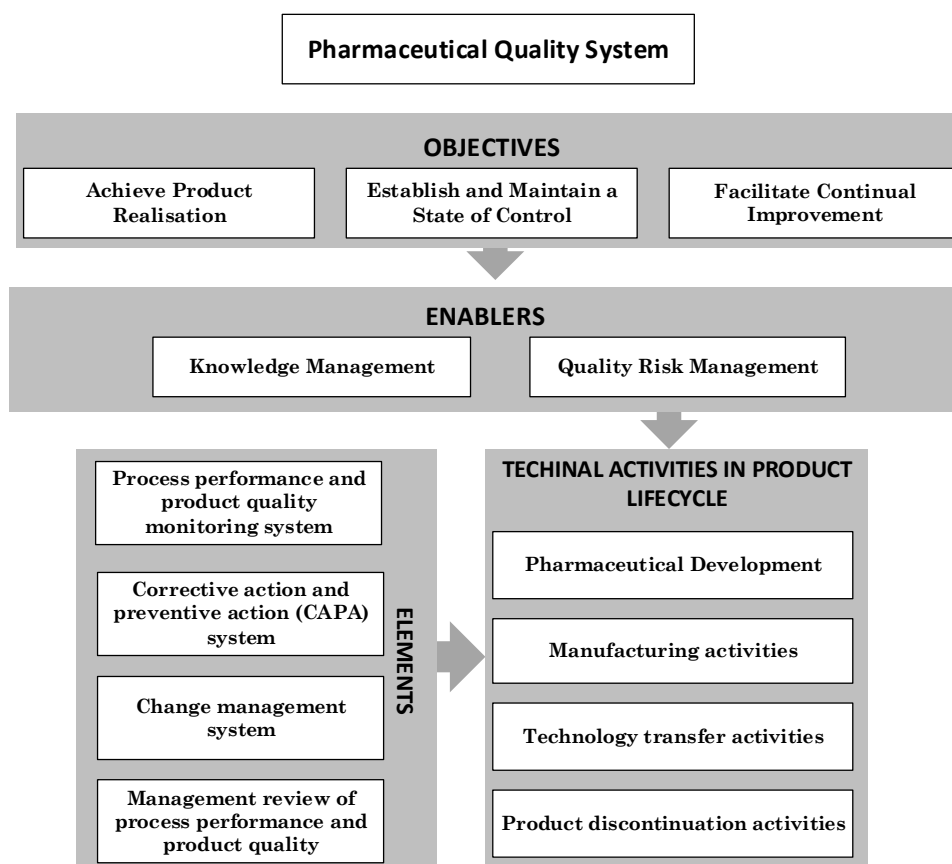 Pharmaceutical Quality System
OBJECTIVES
Achieve Product
Realisation
Establish and Maintain a
State of Control
Facilitate Continual
Improvement
ENABLERS
Knowledge Management
Quality Risk Management
Process performance and
product quality
monitoring system
Corrective action and
preventive action (CAPA)
system
Change management
system
Management review of
process performance and
product quality
ELEMENTS
TECHINAL ACTIVITIES IN PRODUCT
LIFECYCLE
Pharmaceutical Development
Manufacturing activities
Technology transfer activities
Product discontinuation activities